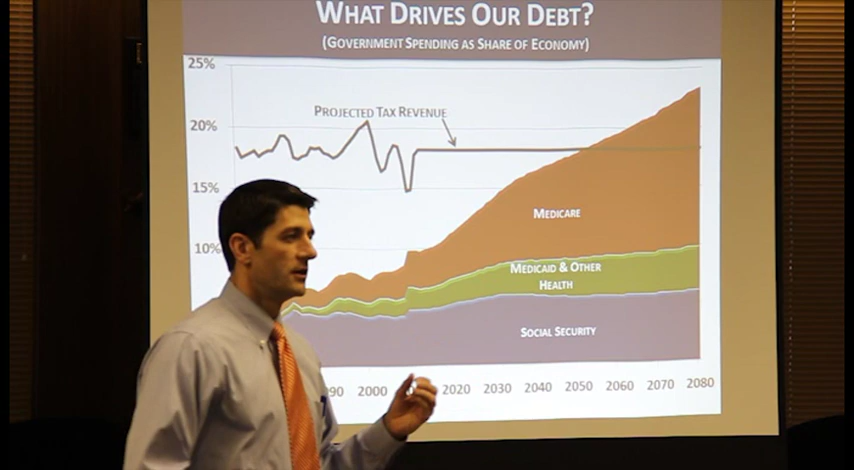 WHAT DRIVES OUR DEBT?
(GOVERNMENT SPENDING AS SHARE OF ECONOMY)
25%
PROJECTED TAX REVENUE
20%
15%
MEDICARE
10%
MEDICAID & OTHER
HEALTH
SOCIAL SECURITY
2000 2020 2030 2040 2050 2060 2070 2080